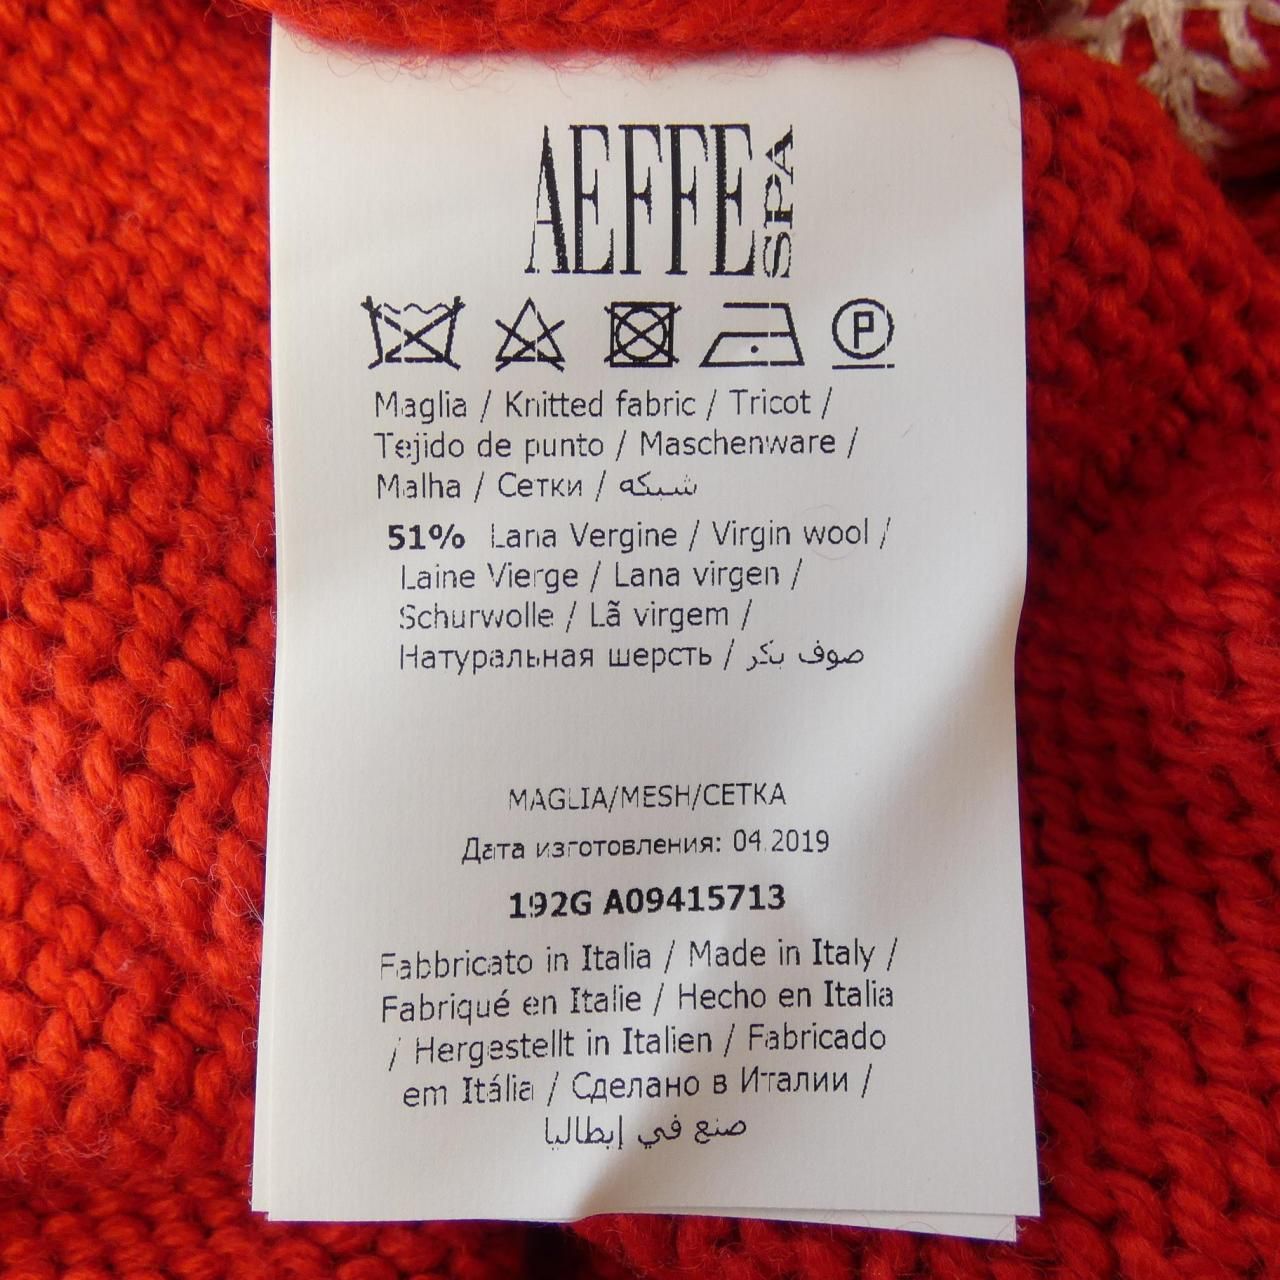 AEFFE SPA
P
Maglia / Knitted fabric / Tricot /
Tejido de punto / Maschenware /
Malha / Сетки / شبكه
51% Lana Vergine / Virgin wool /
Laine Vierge / Lana virgen /
Schurwolle / Lã virgem /
Натуральная шерсть / صوف بكر
MAGLIA/MESH/СЕТКА
Дата изготовления: 04.2019
192G A09415713
Fabbricato in Italia / Made in Italy /
Fabriqué en Italie / Hecho en Italia
/ Hergestellt in Italien / Fabricado
em Itália / Сделано в Италии /
صنع في إيطاليا